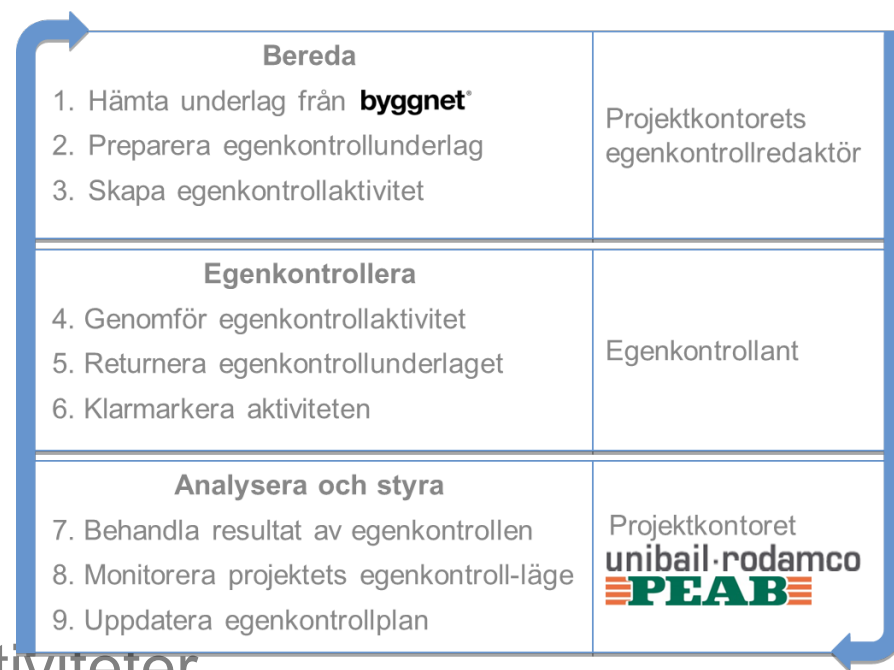 Bereda
1. Hämta underlag från byggnet®
2. Preparera egenkontrollunderlag
3. Skapa egenkontrollaktivitet
Projektkontorets
egenkontrollredaktör
Egenkontrollera
4. Genomför egenkontrollaktivitet
5. Returnera egenkontrollunderlaget
6. Klarmarkera aktiviteten
Egenkontrollant
Analysera och styra
7. Behandla resultat av egenkontrollen
8. Monitorera projektets egenkontroll-läge
9. Uppdatera egenkontrollplan
Projektkontoret
unibail·rodamco
PEAB